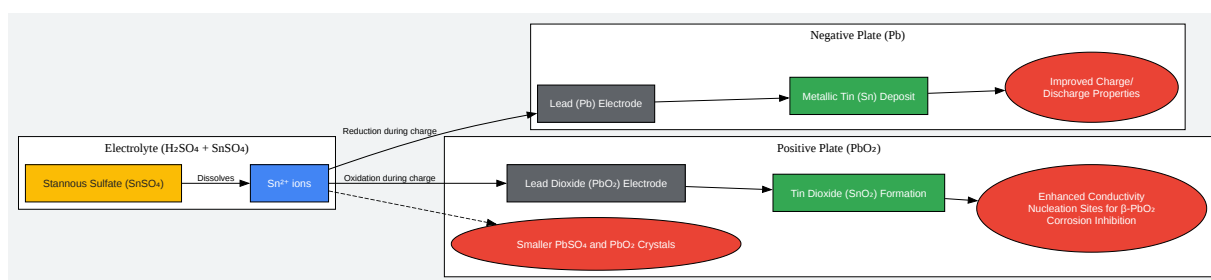 Negative Plate (Pb)
Lead (Pb) Electrode
Metallic Tin (Sn) Deposit
Improved Charge/
Discharge Properties
Reduction during charge
Electrolyte (H₂SO₄ + SnSO₄)
Stannous Sulfate (SnSO₄)
Dissolves
Sn²⁺ ions
Oxidation during charge
Positive Plate (PbO₂)
Lead Dioxide (PbO₂) Electrode
Tin Dioxide (SnO₂) Formation
Enhanced Conductivity
Nucleation Sites for β-PbO₂
Corrosion Inhibition
Smaller PbSO₄ and PbO₂ Crystals